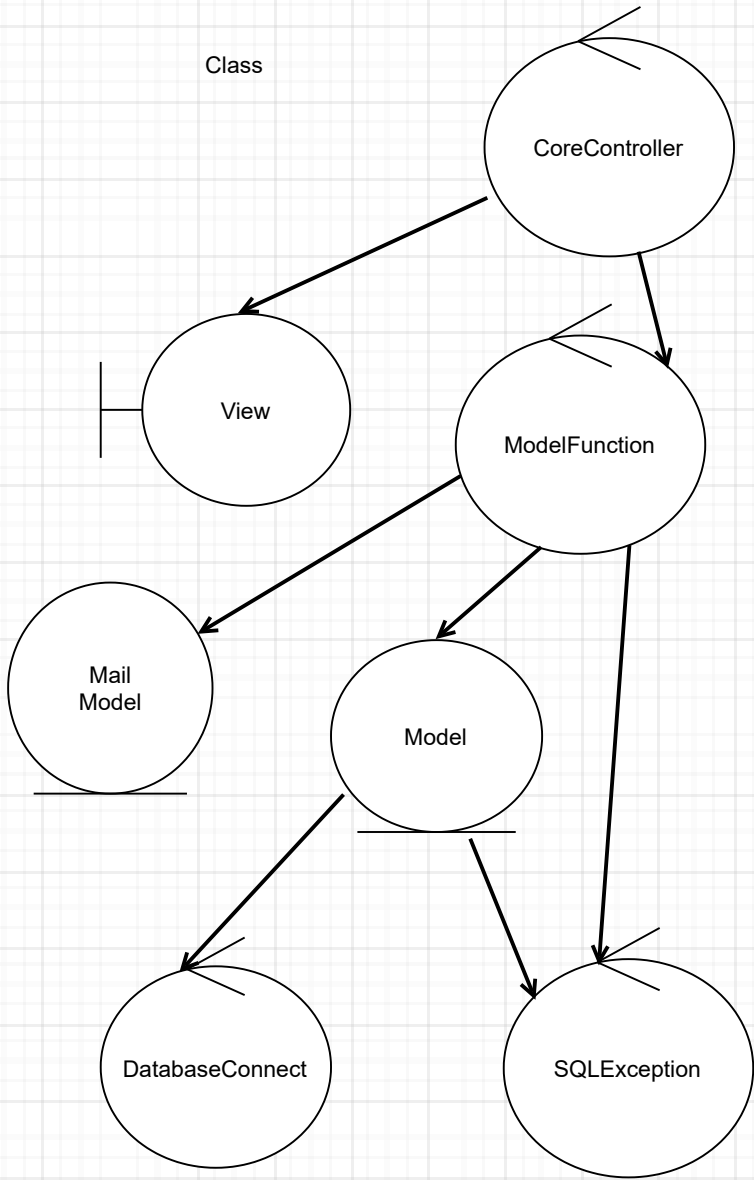 Class
CoreController
View
ModelFunction
Mail
Model
Model
DatabaseConnect
SQLException